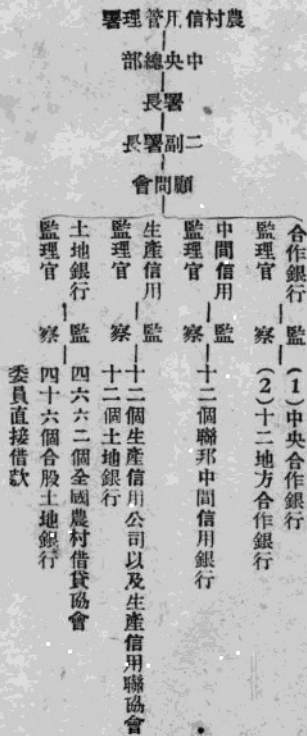 農村信用管理署
中央總部
署長
二副署長
顧問會
合作銀行
監理官
監察
(1)中央合作銀行
(2)十二地方合作銀行
中間信用
監理官
監察
十二個聯邦中間信用銀行
生產信用
監理官
監察
十二個生產信用公司以及生產信用聯協會
十二個土地銀行
土地銀行
監理官
監察
四六六二個全國農村借貸協會
四十六個合股土地銀行
委員直接借款